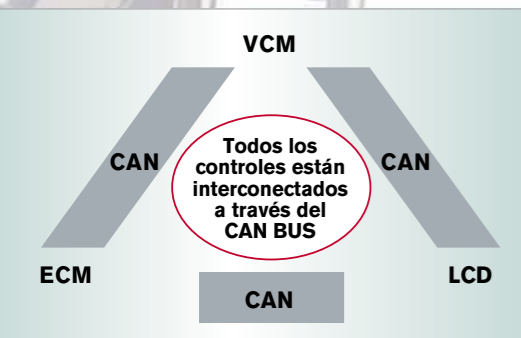 VCM
CAN
Todos los
controles están
interconectados
a través del
CAN BUS
CAN
ECM
LCD
CAN